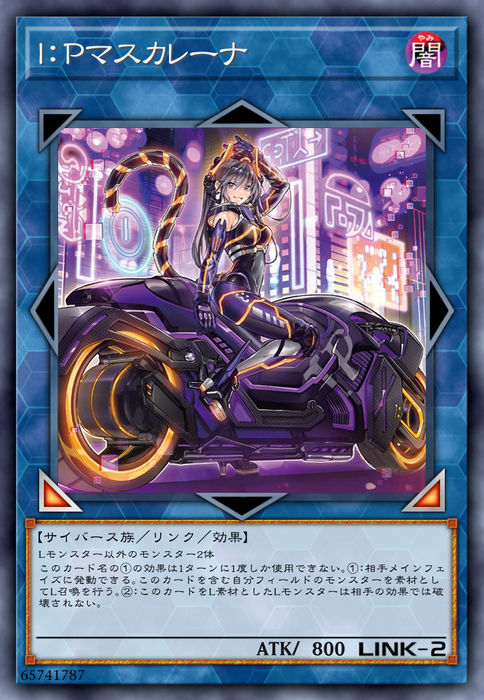 I:Pマスカレーナ
やみ
闇
【サイバース族/リンク/効果】
Lモンスター以外のモンスター2体
このカード名の①の効果は1ターンに1度しか使用できない。①:相手メインフェ
イズに発動できる。このカードを含む自分フィールドのモンスターを素材とし
てL召喚を行う。②:このカードをL素材としたLモンスターは相手の効果では破
壊されない。
ATK/ 800 LINK-2
65741787